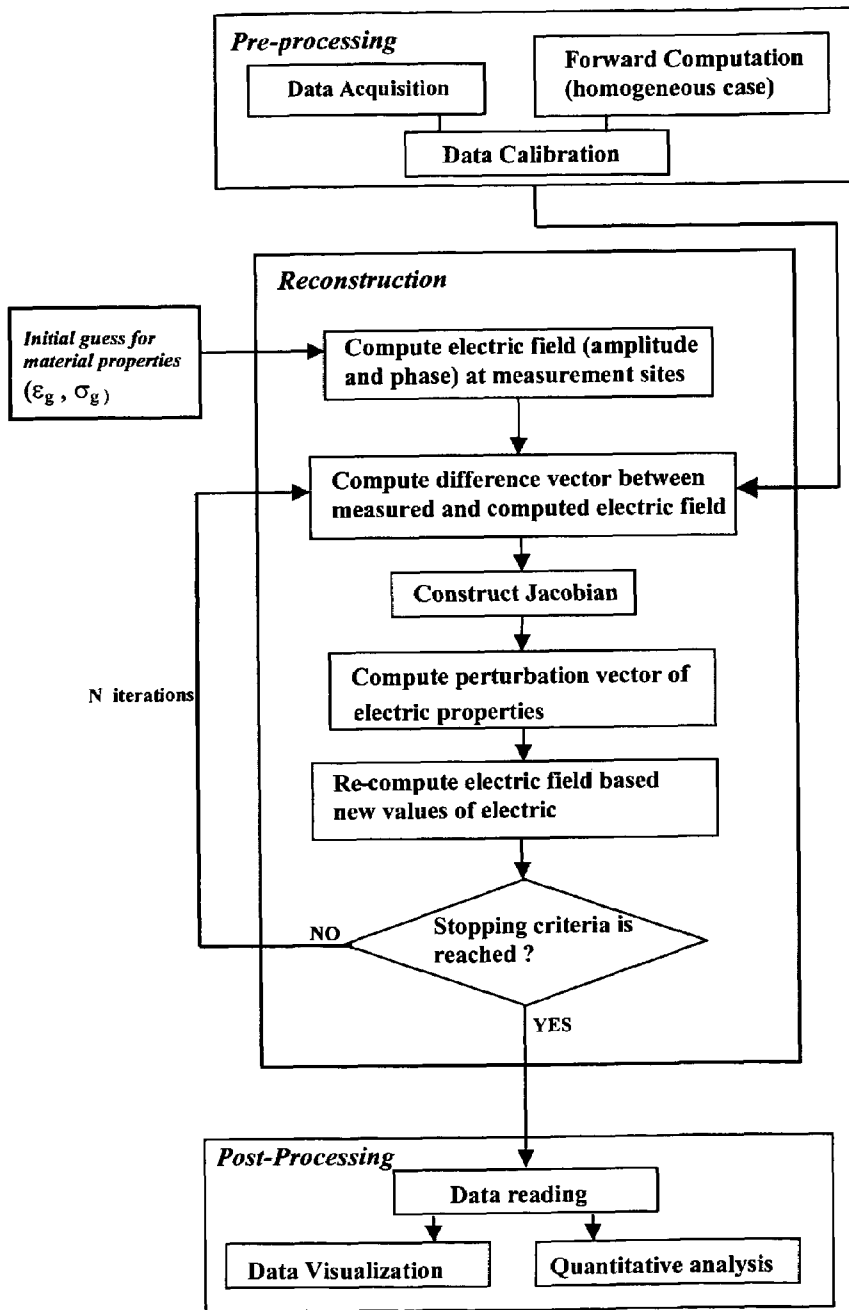 Pre-processing
Data Acquisition
Forward Computation
(homogeneous case)
Data Calibration
Reconstruction
Initial guess for
material properties
(εg , σg)
Compute electric field (amplitude
and phase) at measurement sites
Compute difference vector between
measured and computed electric field
Construct Jacobian
Compute perturbation vector of
electric properties
N iterations
Re-compute electric field based
new values of electric
Stopping criteria is
reached ?
NO
YES
Post-Processing
Data reading
Data Visualization
Quantitative analysis